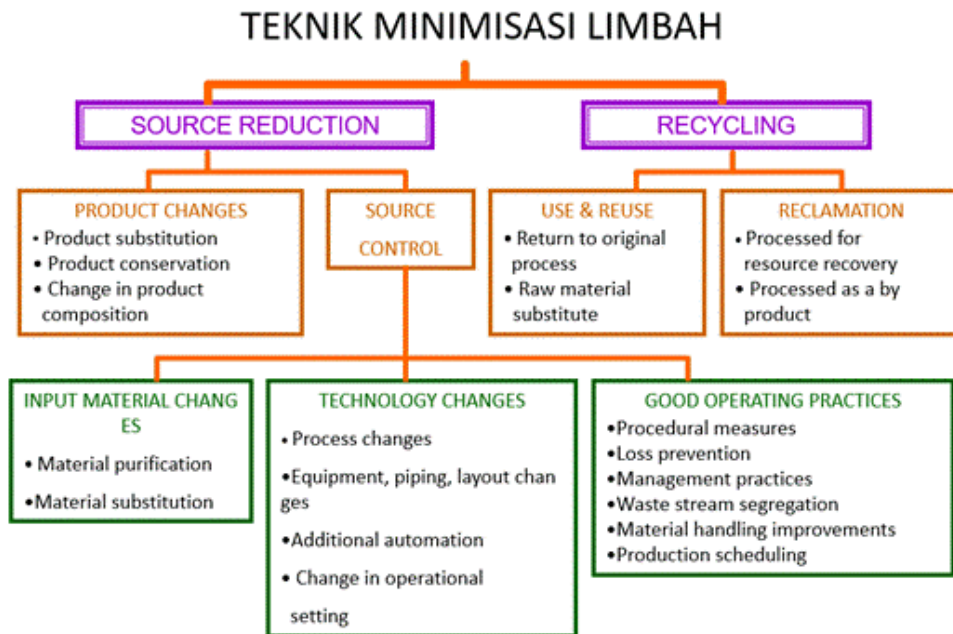 TEKNIK MINIMISASI LIMBAH
SOURCE REDUCTION
RECYCLING
PRODUCT CHANGES
• Product substitution
• Product conservation
• Change in product
composition
SOURCE
CONTROL
USE & REUSE
• Return to original
process
• Raw material
substitute
RECLAMATION
• Processed for
resource recovery
• Processed as a by
product
INPUT MATERIAL CHANG
ES
• Material purification
• Material substitution
TECHNOLOGY CHANGES
• Process changes
•Equipment, piping, layout chan
ges
•Additional automation
• Change in operational
setting
GOOD OPERATING PRACTICES
•Procedural measures
•Loss prevention
•Management practices
•Waste stream segregation
•Material handling improvements
•Production scheduling